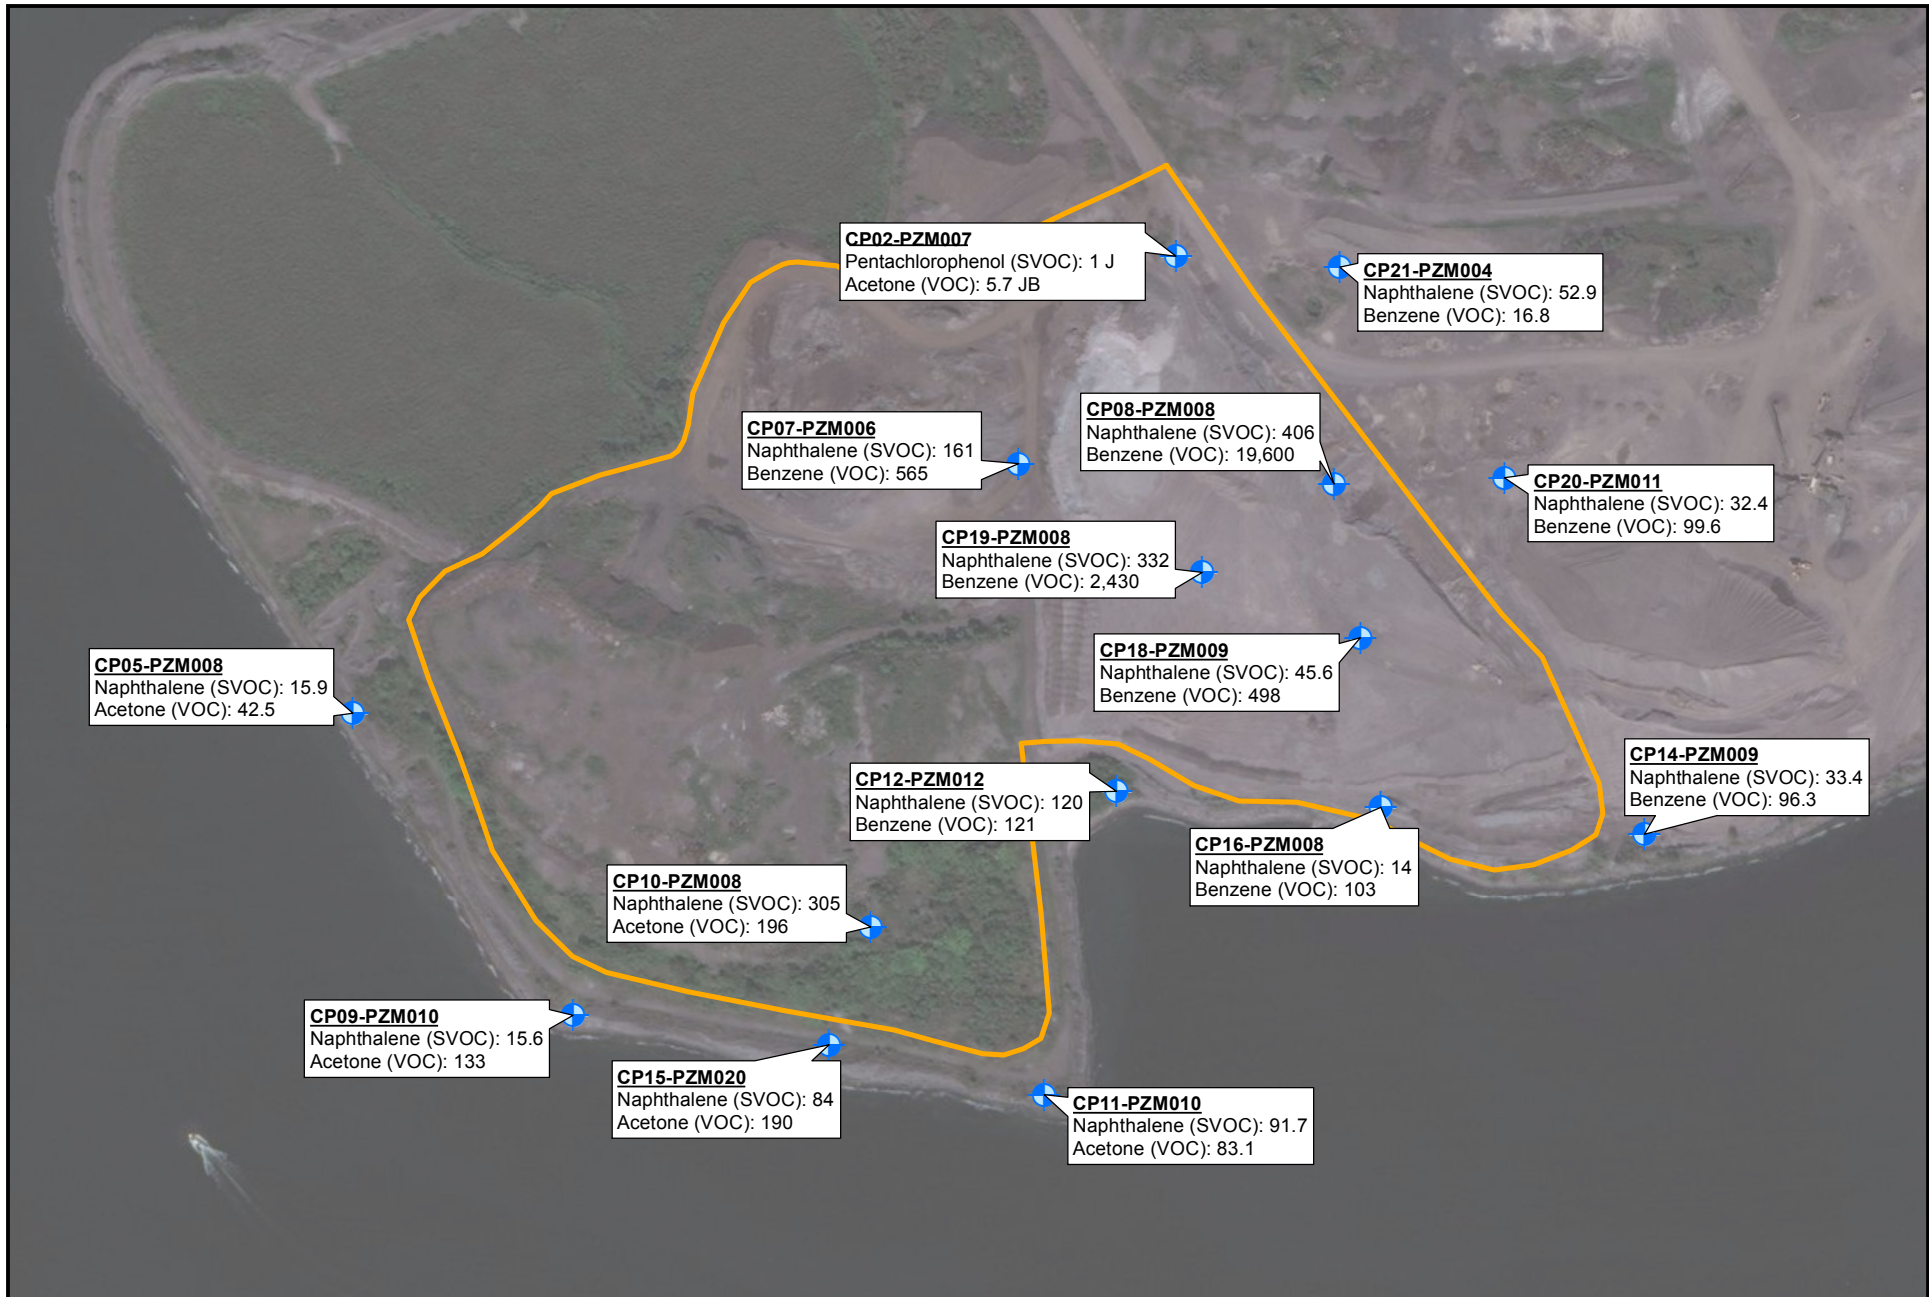 CP02-PZM007
Pentachlorophenol (SVOC): 1 J
Acetone (VOC): 5.7 JB
CP21-PZM004
Naphthalene (SVOC): 52.9
Benzene (VOC): 16.8
CP07-PZM006
Naphthalene (SVOC): 161
Benzene (VOC): 565
CP08-PZM008
Naphthalene (SVOC): 406
Benzene (VOC): 19,600
CP20-PZM011
Naphthalene (SVOC): 32.4
Benzene (VOC): 99.6
CP19-PZM008
Naphthalene (SVOC): 332
Benzene (VOC): 2,430
CP18-PZM009
Naphthalene (SVOC): 45.6
Benzene (VOC): 498
CP05-PZM008
Naphthalene (SVOC): 15.9
Acetone (VOC): 42.5
CP14-PZM009
Naphthalene (SVOC): 33.4
Benzene (VOC): 96.3
CP12-PZM012
Naphthalene (SVOC): 120
Benzene (VOC): 121
CP16-PZM008
Naphthalene (SVOC): 14
Benzene (VOC): 103
CP10-PZM008
Naphthalene (SVOC): 305
Acetone (VOC): 196
CP09-PZM010
Naphthalene (SVOC): 15.6
Acetone (VOC): 133
CP15-PZM020
Naphthalene (SVOC): 84
Acetone (VOC): 190
CP11-PZM010
Naphthalene (SVOC): 91.7
Acetone (VOC): 83.1